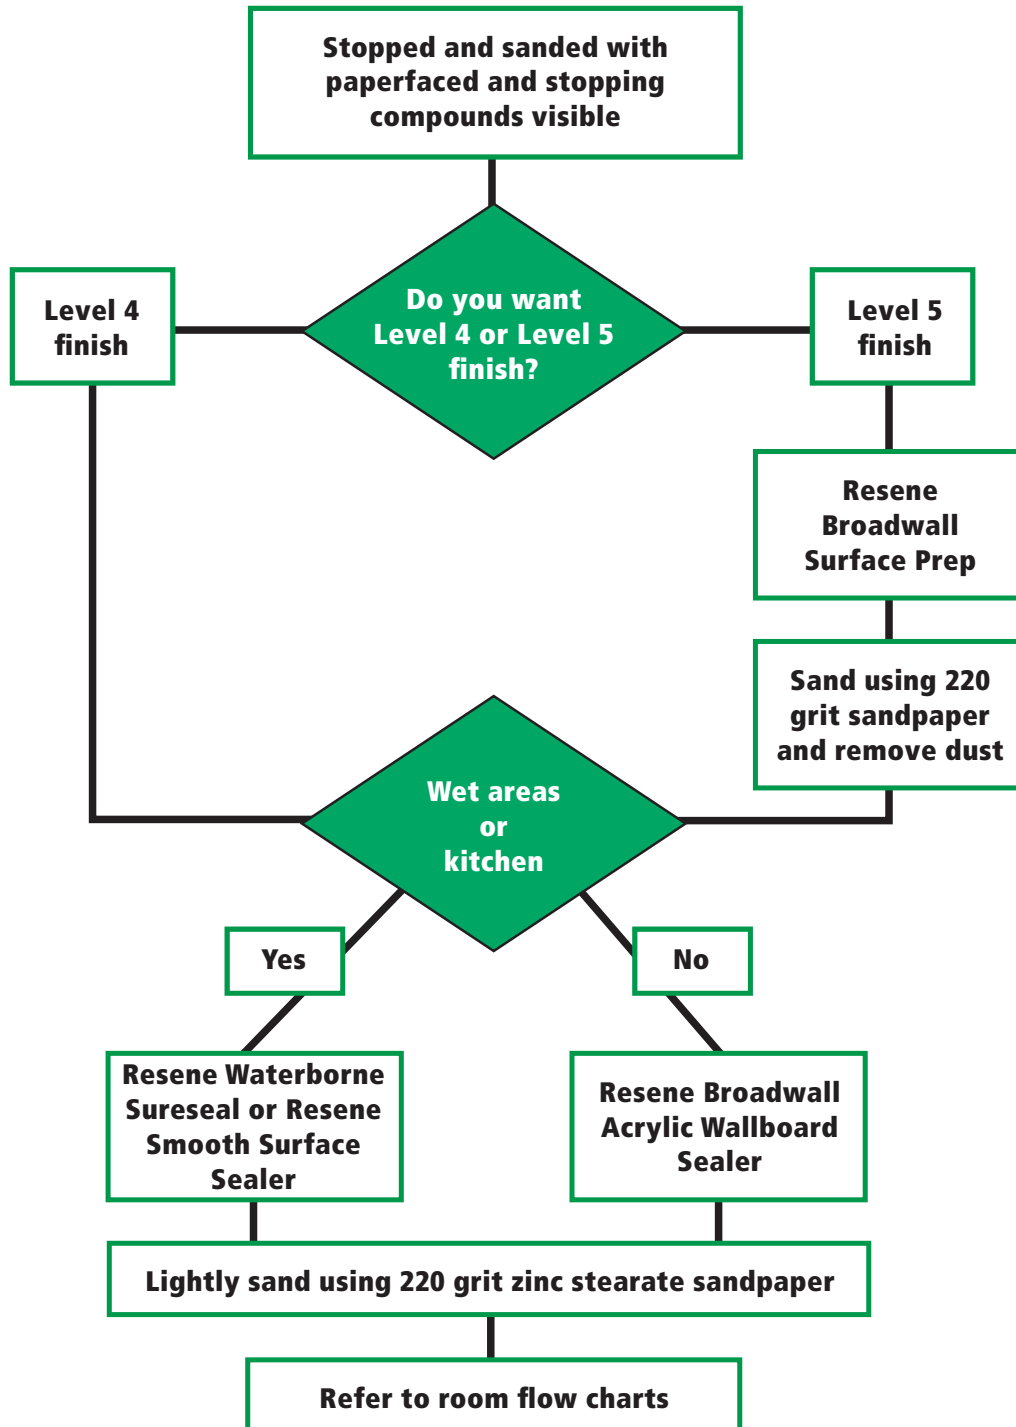 Stopped and sanded with
paperfaced and stopping
compounds visible
Do you want
Level 4 or Level 5
finish?
Level 4
finish
Level 5
finish
Resene
Broadwall
Surface Prep
Sand using 220
grit sandpaper
and remove dust
Wet areas
or
kitchen
Yes
No
Resene Waterborne
Sureseal or Resene
Smooth Surface
Sealer
Resene Broadwall
Acrylic Wallboard
Sealer
Lightly sand using 220 grit zinc stearate sandpaper
Refer to room flow charts